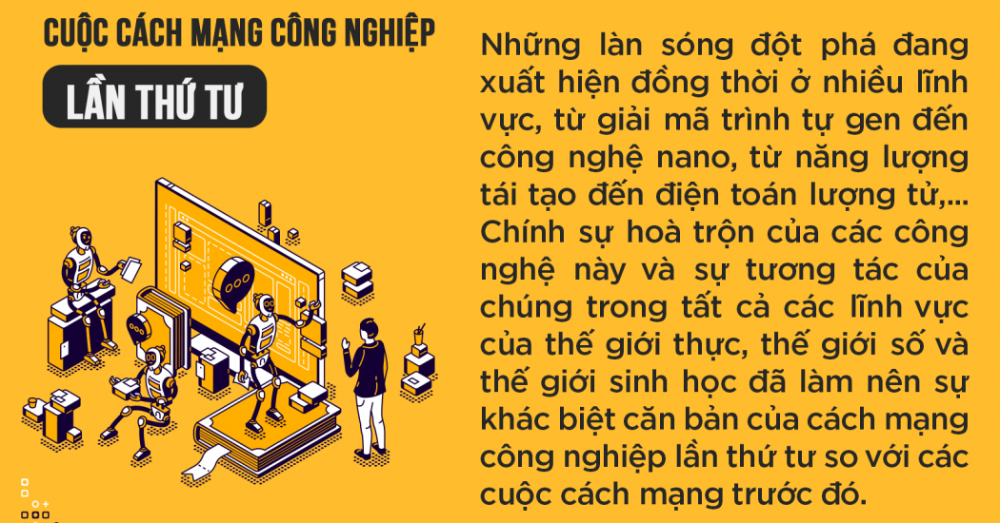 CUỘC CÁCH MẠNG CÔNG NGHIỆP
LẦN THỨ TƯ
Những làn sóng đột phá đang
xuất hiện đồng thời ở nhiều lĩnh
vực, từ giải mã trình tự gen đến
công nghệ nano, từ năng lượng
tái tạo đến điện toán lượng tử,...
Chính sự hoà trộn của các công
nghệ này và sự tương tác của
chúng trong tất cả các lĩnh vực
của thế giới thực, thế giới số và
thế giới sinh học đã làm nên sự
khác biệt căn bản của cách mạng
công nghiệp lần thứ tư so với các
cuộc cách mạng trước đó.